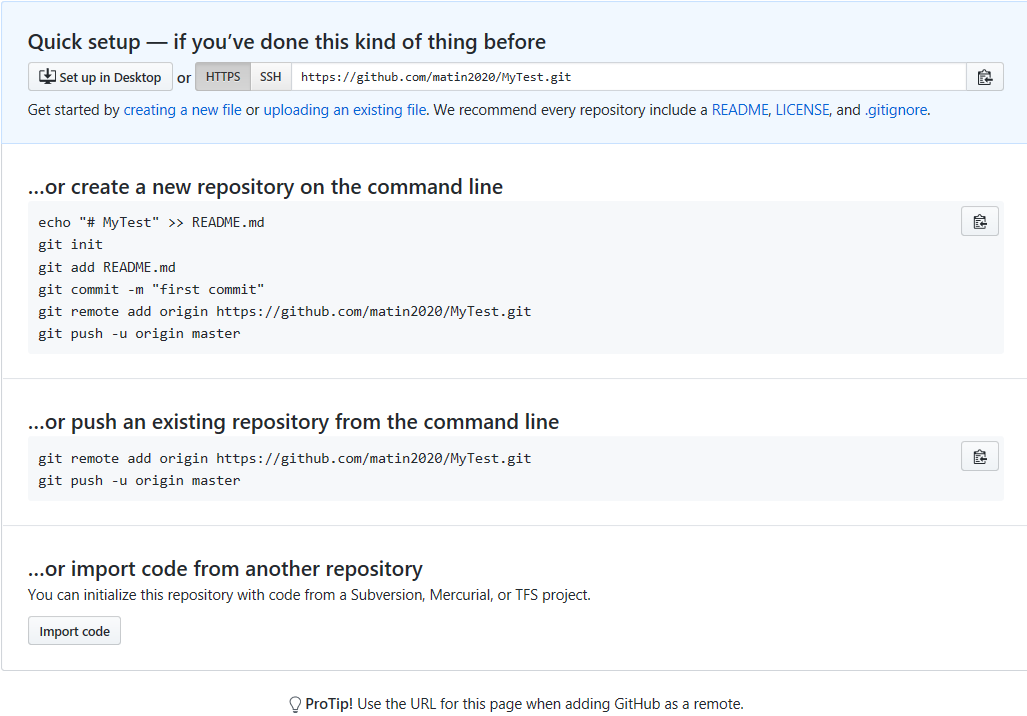 Quick setup — if you’ve done this kind of thing before
Set up in Desktop or HTTPS SSH https://github.com/matin2020/MyTest.git
Get started by creating a new file or uploading an existing file. We recommend every repository include a README, LICENSE, and .gitignore.
…or create a new repository on the command line
echo "# MyTest" >> README.md
git init
git add README.md
git commit -m "first commit"
git remote add origin https://github.com/matin2020/MyTest.git
git push -u origin master
…or push an existing repository from the command line
git remote add origin https://github.com/matin2020/MyTest.git
git push -u origin master
…or import code from another repository
You can initialize this repository with code from a Subversion, Mercurial, or TFS project.
Import code
ProTip! Use the URL for this page when adding GitHub as a remote.